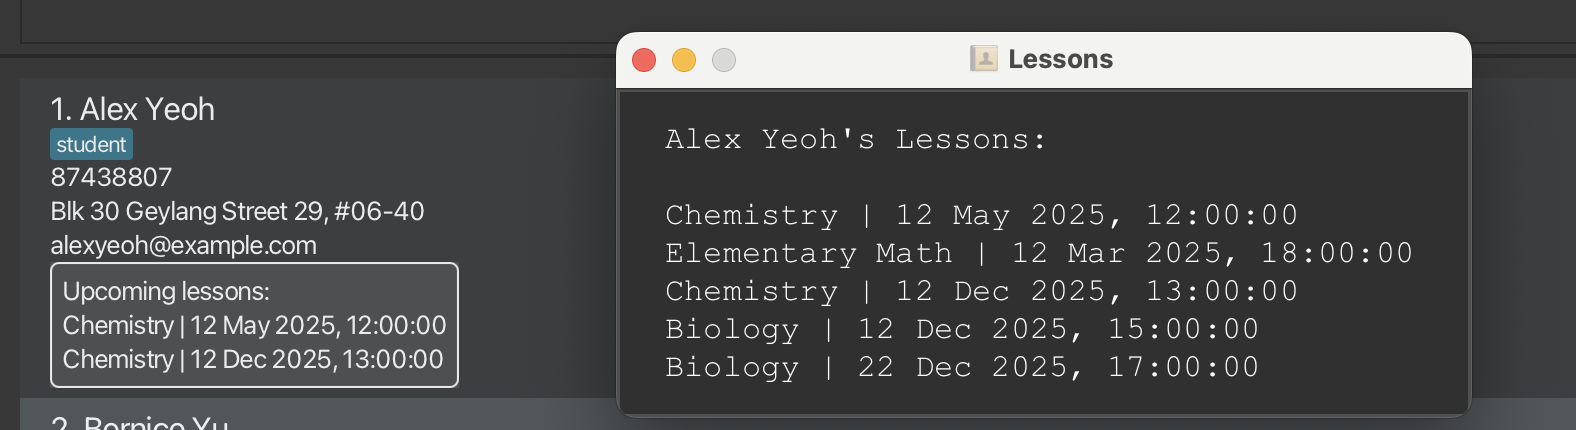 1. Alex Yeoh
student
87438807
Blk 30 Geylang Street 29, #06-40
alexyeoh@example.com
Upcoming lessons:
Chemistry | 12 May 2025, 12:00:00
Chemistry | 12 Dec 2025, 13:00:00
2. Bernice Yu
Lessons
Alex Yeoh's Lessons:
Chemistry | 12 May 2025, 12:00:00
Elementary Math | 12 Mar 2025, 18:00:00
Chemistry | 12 Dec 2025, 13:00:00
Biology | 12 Dec 2025, 15:00:00
Biology | 22 Dec 2025, 17:00:00